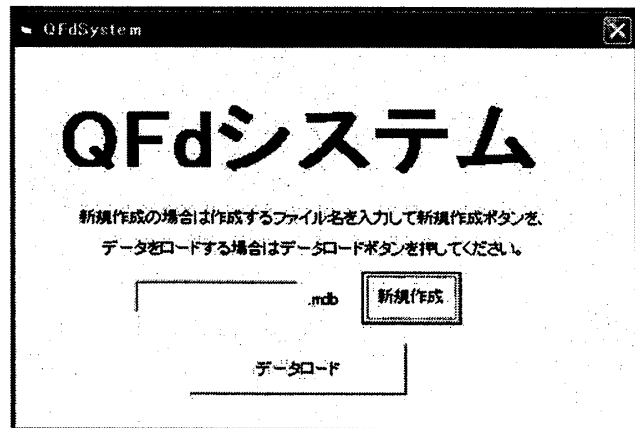 QFdSystem
QFdシステム
新規作成の場合は作成するファイル名を入力して新規作成ボタンを、
データをロードする場合はデータロードボタンを押してください。
.mdb 新規作成
データロード